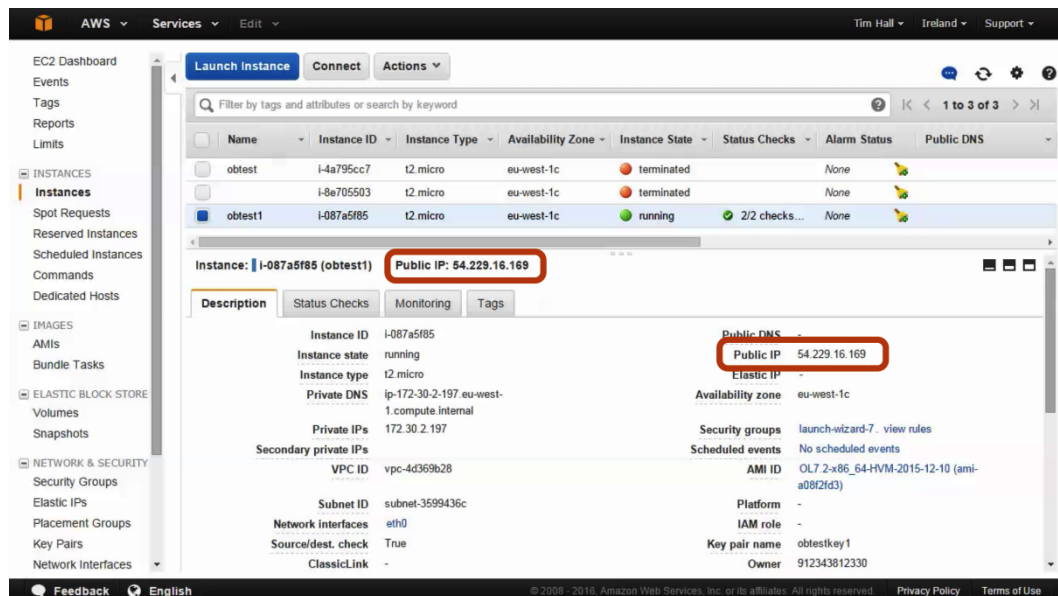 AWS Services Edit Tim Hall Ireland Support
EC2 Dashboard
Events
Tags
Reports
Limits
INSTANCES
Instances
Spot Requests
Reserved Instances
Scheduled Instances
Commands
Dedicated Hosts
IMAGES
AMIs
Bundle Tasks
ELASTIC BLOCK STORE
Volumes
Snapshots
NETWORK & SECURITY
Security Groups
Elastic IPs
Placement Groups
Key Pairs
Network Interfaces
Launch Instance Connect Actions
Filter by tags and attributes or search by keyword 1 to 3 of 3
Name Instance ID Instance Type Availability Zone Instance State Status Checks Alarm Status Public DNS
obtest i-4a795cc7 t2.micro eu-west-1c terminated None
i-8e705503 t2.micro eu-west-1c terminated None
obtest1 i-087a5f85 t2.micro eu-west-1c running 2/2 checks... None
Instance: i-087a5f85 (obtest1) Public IP: 54.229.16.169
Description Status Checks Monitoring Tags
Instance ID i-087a5f85 Public DNS -
Instance state running Public IP 54.229.16.169
Instance type t2.micro Elastic IP -
Private DNS ip-172-30-2-197.eu-west-
1.compute.internal
Availability zone eu-west-1c
Private IPs 172.30.2.197 Security groups launch-wizard-7. view rules
Secondary private IPs Scheduled events No scheduled events
VPC ID vpc-4d369b28 AMI ID OL7.2-x86_64-HVM-2015-12-10 (ami-
a08f2fd3)
Subnet ID subnet-3599436c Platform -
Network interfaces eth0 IAM role -
Source/dest. check True Key pair name obtestkey1
ClassicLink - Owner 912343812330
Feedback English © 2008 - 2016, Amazon Web Services, Inc. or its affiliates. All rights reserved. Privacy Policy Terms of Use